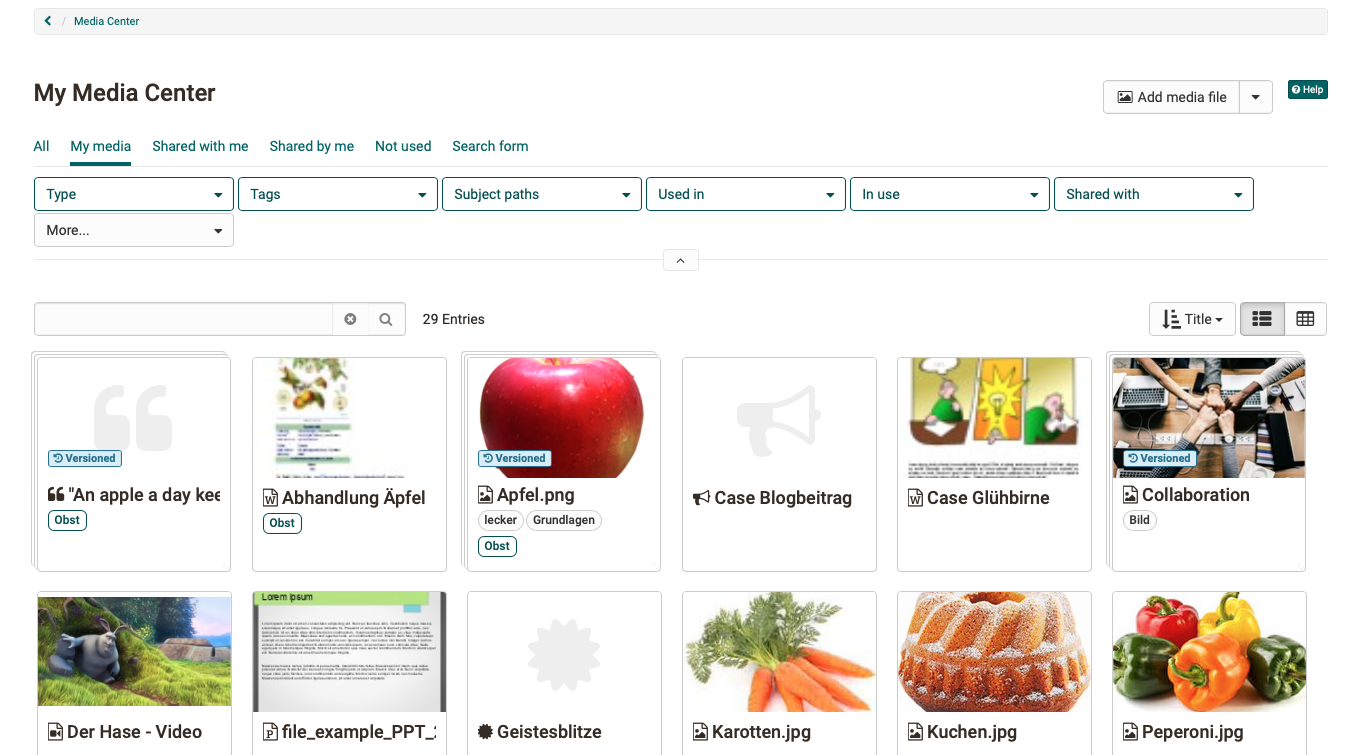 / Media Center
My Media Center
Add media file
Help
All My media Shared with me Shared by me Not used Search form
Type Tags Subject paths Used in In use Shared with
More...
29 Entries
Title
Versioned Versioned Versioned
"An apple a day kee Abhandlung Äpfel Apfel.png Case Blogbeitrag Case Glühbirne Collaboration
Obst Obst lecker Grundlagen Bild
Obst
Lorem Ipsum
Der Hase - Video file_example_PPT_ Geistesblitze Karotten.jpg Kuchen.jpg Peperoni.jpg